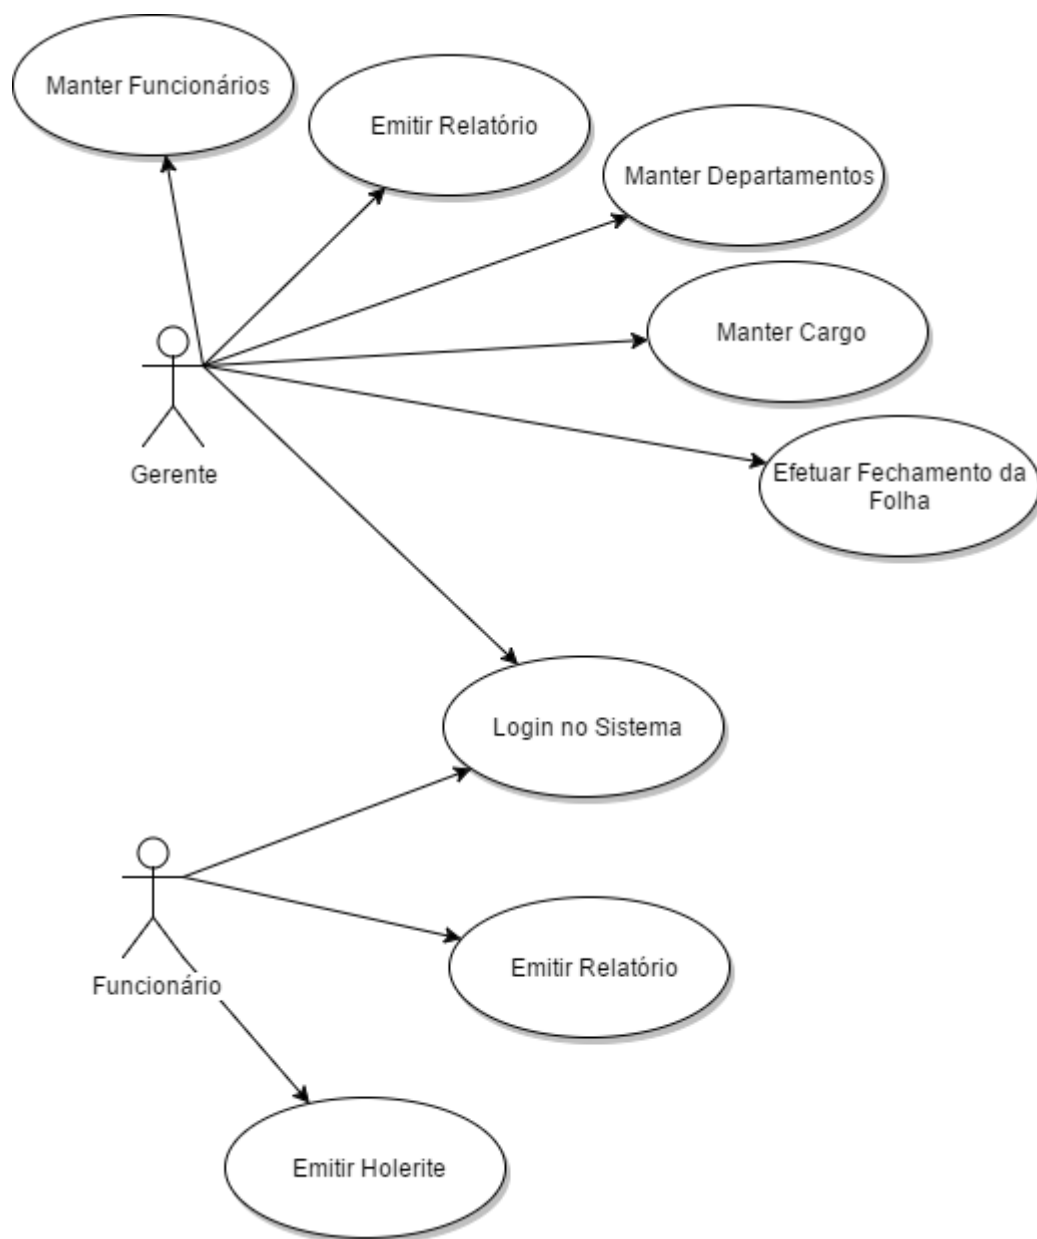 Manter Funcionários
Emitir Relatório
Manter Departamentos
Manter Cargo
Gerente
Efetuar Fechamento da
Folha
Login no Sistema
Emitir Relatório
Funcionário
Emitir Holerite